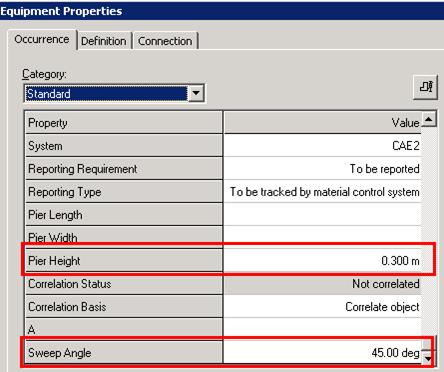 Equipment Properties
Occurrence Definition Connection
Category:
Standard
Property Value
System CAE2
Reporting Requirement To be reported
Reporting Type To be tracked by material control system
Pier Length
Pier Width
Pier Height 0.300 m
Correlation Status Not correlated
Correlation Basis Correlate object
A
Sweep Angle 45.00 deg